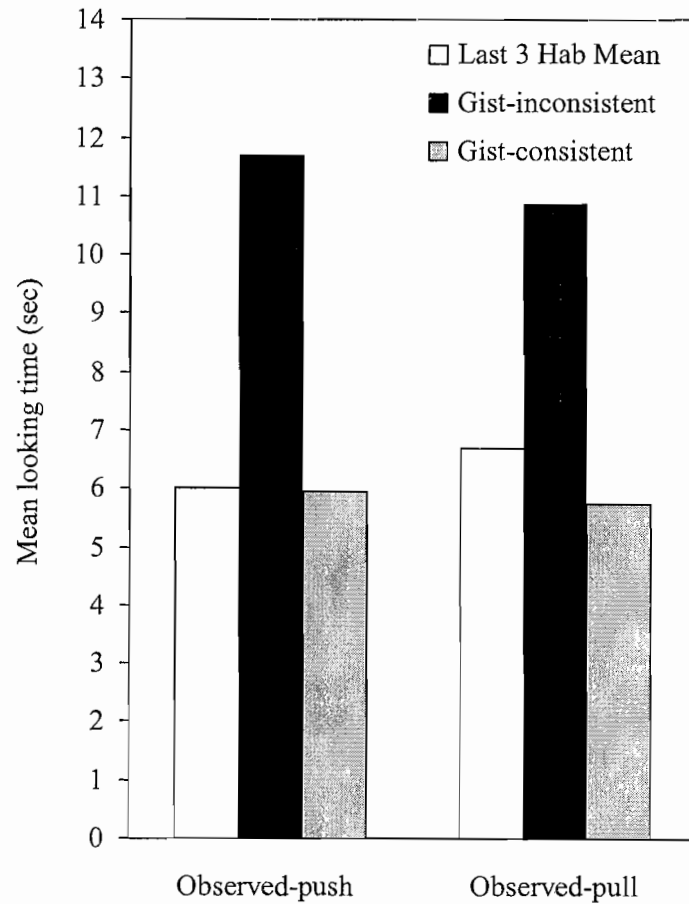 14
13
12
11
10
9
8
7
6
5
4
3
2
1
0
Mean looking time (sec)
Last 3 Hab Mean
Gist-inconsistent
Gist-consistent
Observed-push
Observed-pull